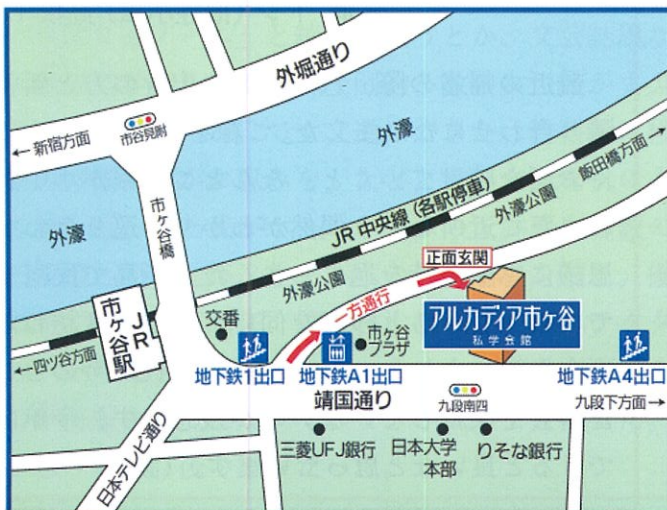 外堀通り
← 新宿方面
市谷見附
外濠
飯田橋方面 →
市ヶ谷橋
JR 中央線 (各駅停車)
外濠公園
外濠
正面玄関
外濠公園
一方通行
JR
市ヶ谷駅
交番
アルカディア市ヶ谷
私学会館
市ヶ谷
プラザ
← 四ツ谷方面
地下鉄1出口
地下鉄A1出口
地下鉄A4出口
靖国通り
九段南四
九段下方面 →
日本テレビ通り
三菱UFJ銀行
日本大学
本部
りそな銀行